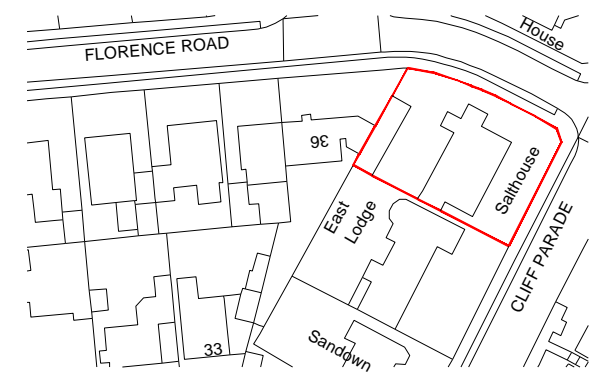 FLORENCE ROAD
House
36
Salthouse
East
Lodge
CLIFF PARADE
33
Sandown